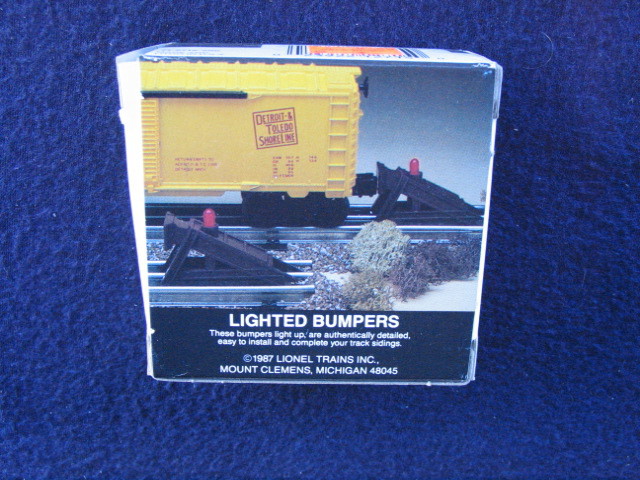 DETROIT &
TOLEDO
SHORE LINE
LIGHTED BUMPERS
These bumpers light up, are authentically detailed,
easy to install and complete your track sidings.
©1987 LIONEL TRAINS INC.,
MOUNT CLEMENS, MICHIGAN 48045